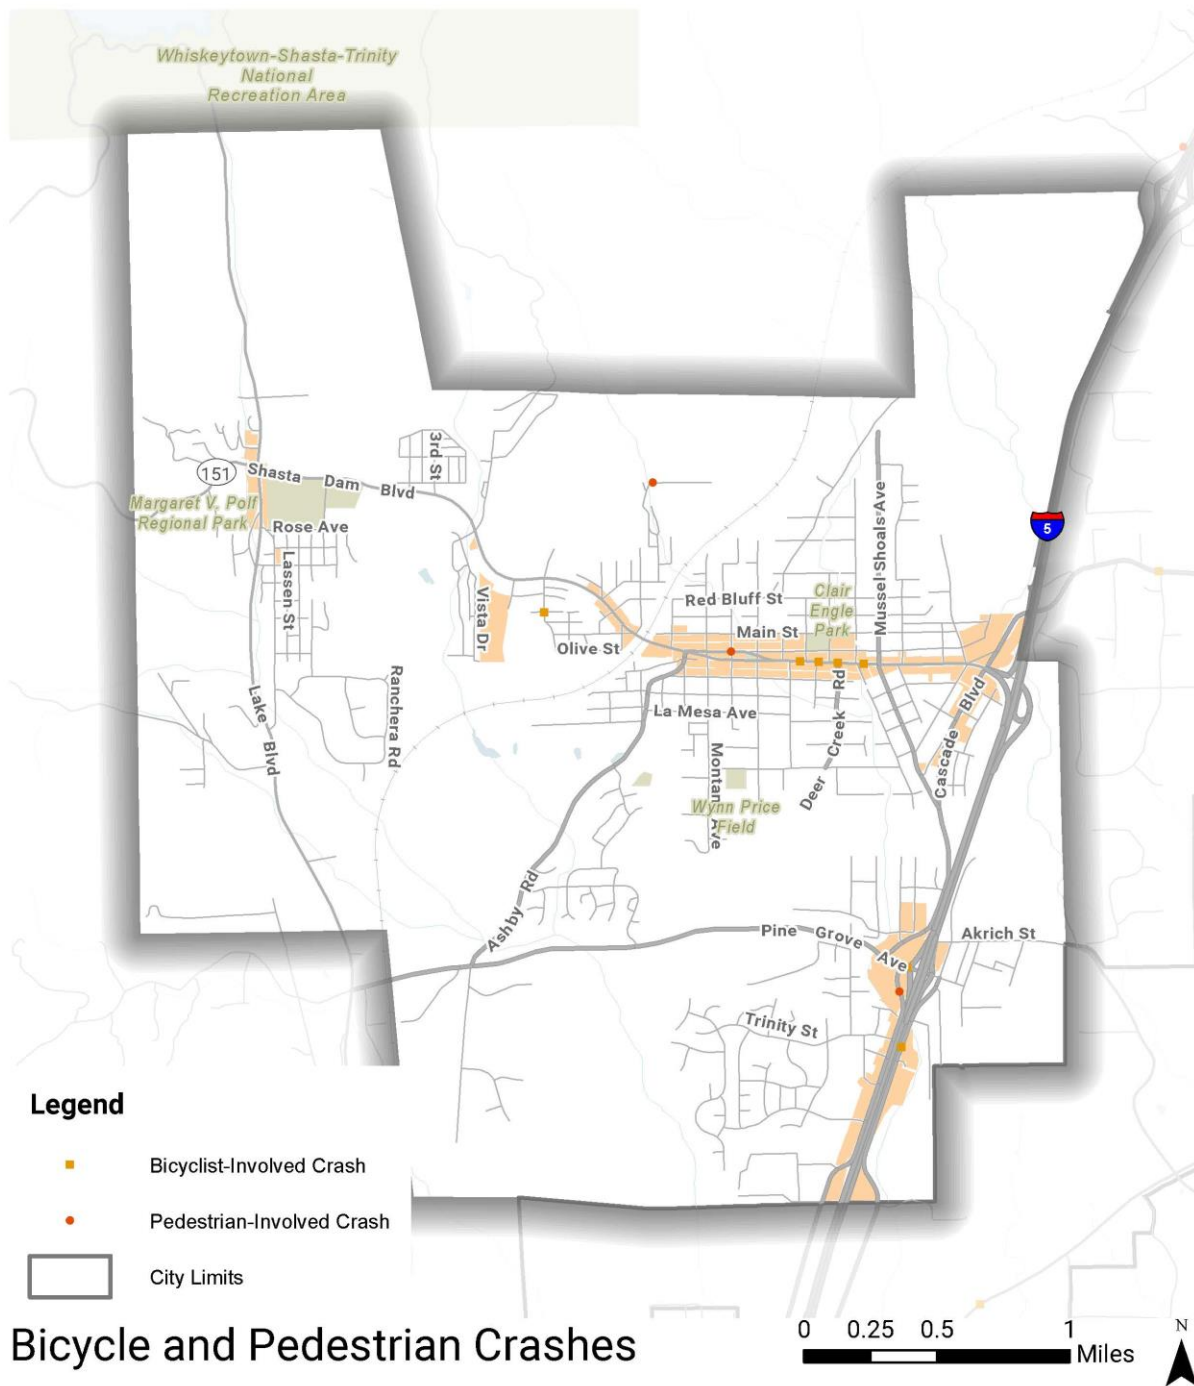 Whiskeytown-Shasta-Trinity
National
Recreation Area
3rd St
151
Shasta Dam Blvd
Margaret V. Polf
Regional Park
Rose Ave
Lassen St
Mussel Shoals Ave
5
Vista Dr
Red Bluff St
Clair
Engle
Park
Main St
Olive St
Ranchera Rd
Lake Blvd
La Mesa Ave
Deer Creek Rd
Cascade Blvd
Wynn Price
Field
Ashby Rd
Pine Grove Ave
Akrich St
Trinity St
Legend
Bicyclist-Involved Crash
Pedestrian-Involved Crash
City Limits
Bicycle and Pedestrian Crashes
0 0.25 0.5 1
Miles
N